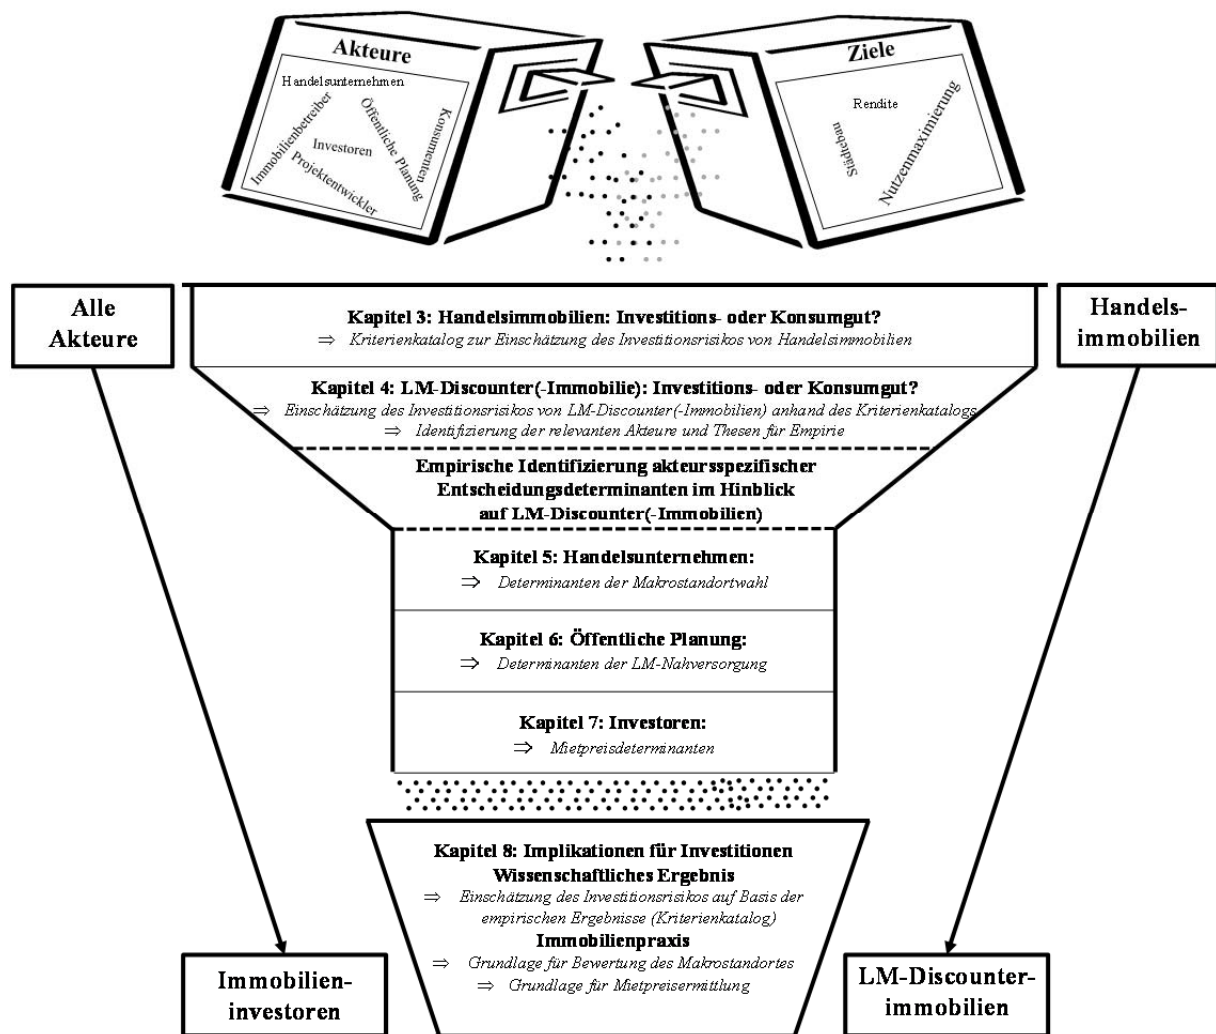 Akteure
Handelsunternehmen
Immobilienbetreiber
Öffentliche Planung
Konsumenten
Investoren
Projektentwickler
Ziele
Rendite
Städtebau
Nutzenmaximierung
Alle
Akteure
Handels-
immobilien
Kapitel 3: Handelsimmobilien: Investitions- oder Konsumgut?
⇒ Kriterienkatalog zur Einschätzung des Investitionsrisikos von Handelsimmobilien
Kapitel 4: LM-Discounter(-Immobilie): Investitions- oder Konsumgut?
⇒ Einschätzung des Investitionsrisikos von LM-Discounter(-Immobilien) anhand des Kriterienkatalogs
⇒ Identifizierung der relevanten Akteure und Thesen für Empirie
Empirische Identifizierung akteursspezifischer
Entscheidungsdeterminanten im Hinblick
auf LM-Discounter(-Immobilien)
Kapitel 5: Handelsunternehmen:
⇒ Determinanten der Makrostandortwahl
Kapitel 6: Öffentliche Planung:
⇒ Determinanten der LM-Nahversorgung
Kapitel 7: Investoren:
⇒ Mietpreisdeterminanten
Kapitel 8: Implikationen für Investitionen
Wissenschaftliches Ergebnis
⇒ Einschätzung des Investitionsrisikos auf Basis der
empirischen Ergebnisse (Kriterienkatalog)
Immobilienpraxis
⇒ Grundlage für Bewertung des Makrostandortes
⇒ Grundlage für Mietpreisermittlung
Immobilien-
investoren
LM-Discounter-
immobilien